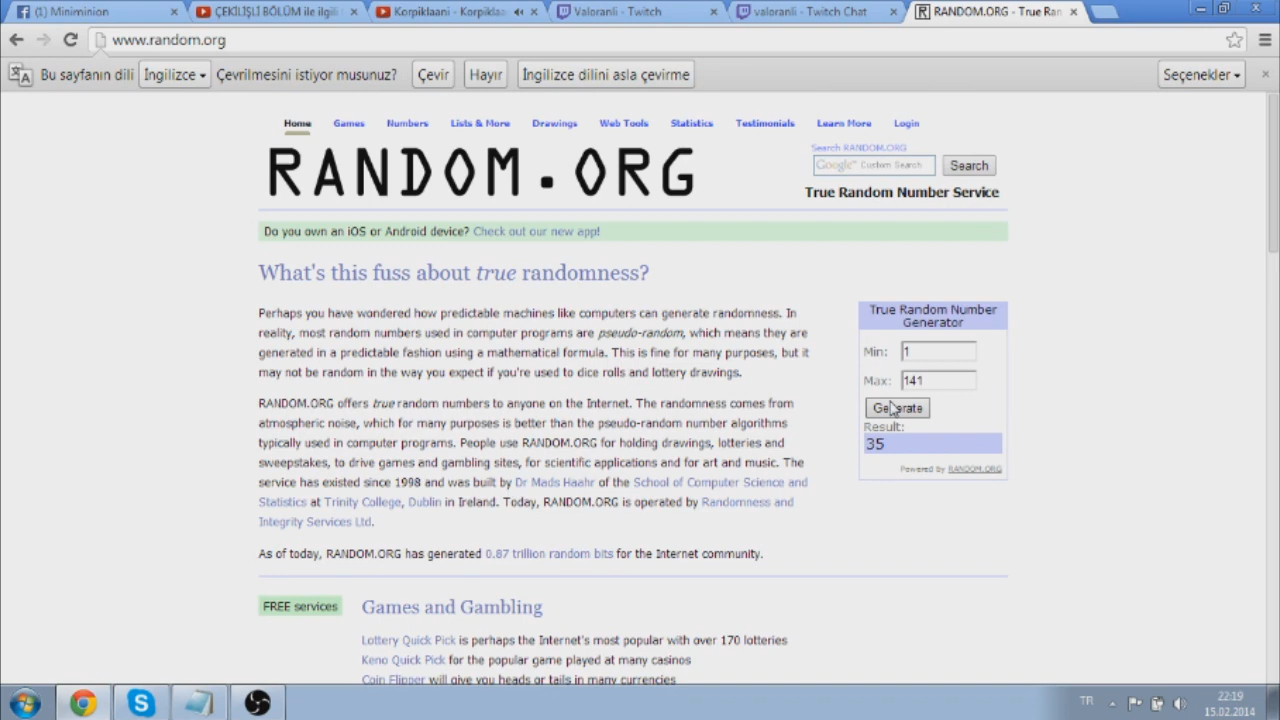 (1) Miniminion
ÇEKİLİŞLİ BÖLÜM ile ilgili
Korpiklaani - Korpiklaa
Valoranli - Twitch
valoranli - Twitch Chat
RANDOM.ORG - True Ran
www.random.org
Bu sayfanın dili İngilizce Çevrilmesini istiyor musunuz? Çevir Hayır İngilizce dilini asla çevirme Seçenekler
Home Games Numbers Lists & More Drawings Web Tools Statistics Testimonials Learn More Login
RANDOM.ORG
Search RANDOM.ORG
Google™ Custom Search Search
True Random Number Service
Do you own an iOS or Android device? Check out our new app!
What's this fuss about true randomness?
Perhaps you have wondered how predictable machines like computers can generate randomness. In
reality, most random numbers used in computer programs are pseudo-random, which means they are
generated in a predictable fashion using a mathematical formula. This is fine for many purposes, but it
may not be random in the way you expect if you're used to dice rolls and lottery drawings.
RANDOM.ORG offers true random numbers to anyone on the Internet. The randomness comes from
atmospheric noise, which for many purposes is better than the pseudo-random number algorithms
typically used in computer programs. People use RANDOM.ORG for holding drawings, lotteries and
sweepstakes, to drive games and gambling sites, for scientific applications and for art and music. The
service has existed since 1998 and was built by Dr Mads Haahr of the School of Computer Science and
Statistics at Trinity College, Dublin in Ireland. Today, RANDOM.ORG is operated by Randomness and
Integrity Services Ltd.
As of today, RANDOM.ORG has generated 0.87 trillion random bits for the Internet community.
True Random Number
Generator
Min: 1
Max: 141
Generate
Result:
35
Powered by RANDOM.ORG
FREE services
Games and Gambling
Lottery Quick Pick is perhaps the Internet's most popular with over 170 lotteries
Keno Quick Pick for the popular game played at many casinos
Coin Flipper will give you heads or tails in many currencies
TR
22:19
15.02.2014